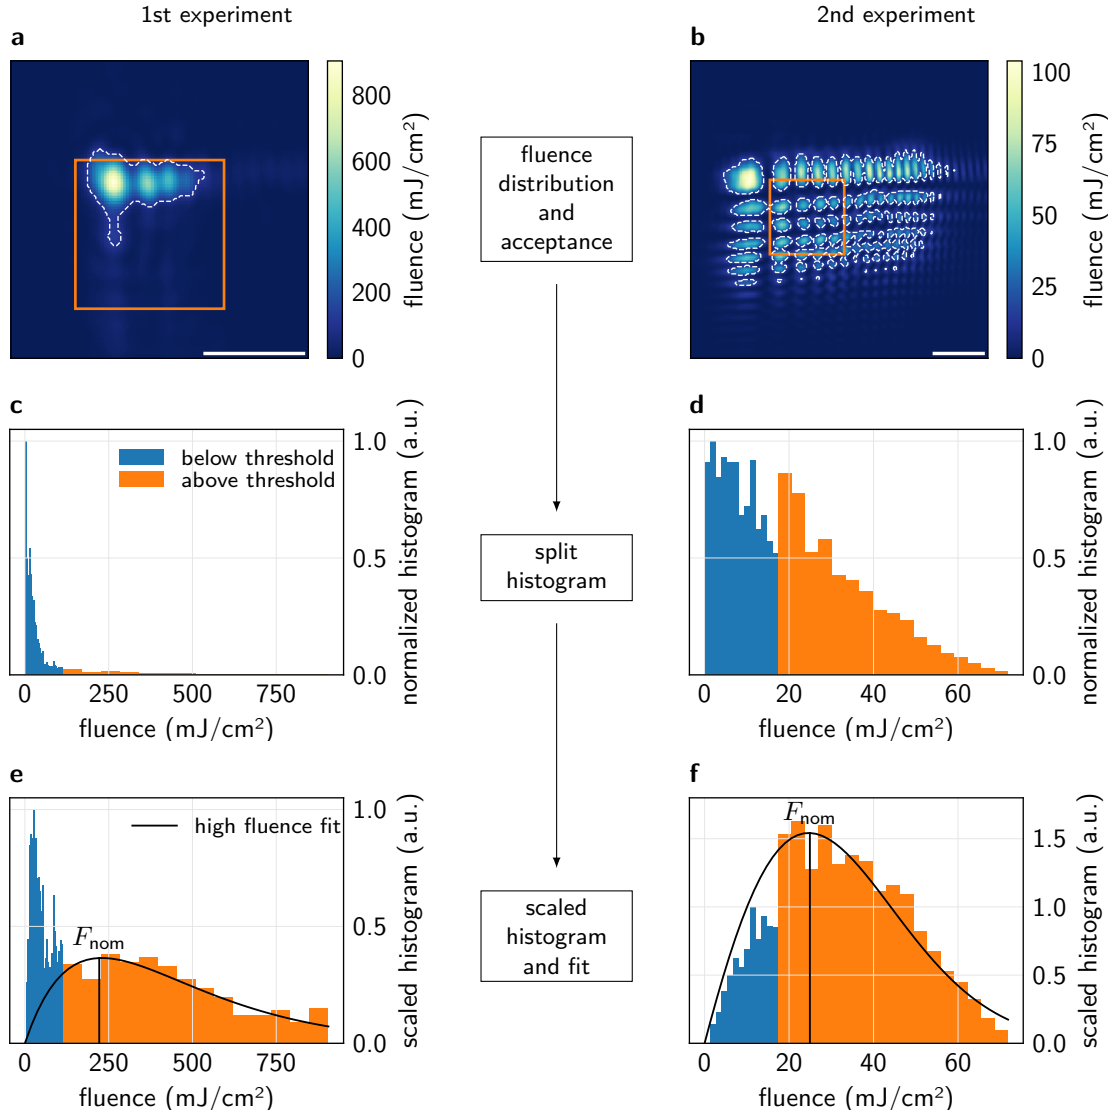 1st experiment
2nd experiment
a
b
800
600
400
200
0
fluence (mJ/cm²)
fluence
distribution
and
acceptance
100
75
50
25
0
fluence (mJ/cm²)
c
d
below threshold
above threshold
1.0
0.5
0.0
normalized histogram (a.u.)
0 250 500 750
fluence (mJ/cm²)
split
histogram
1.0
0.5
0.0
normalized histogram (a.u.)
0 20 40 60
fluence (mJ/cm²)
e
f
high fluence fit
F_nom
1.0
0.5
0.0
scaled histogram (a.u.)
0 250 500 750
fluence (mJ/cm²)
scaled
histogram
and fit
F_nom
1.5
1.0
0.5
0.0
scaled histogram (a.u.)
0 20 40 60
fluence (mJ/cm²)